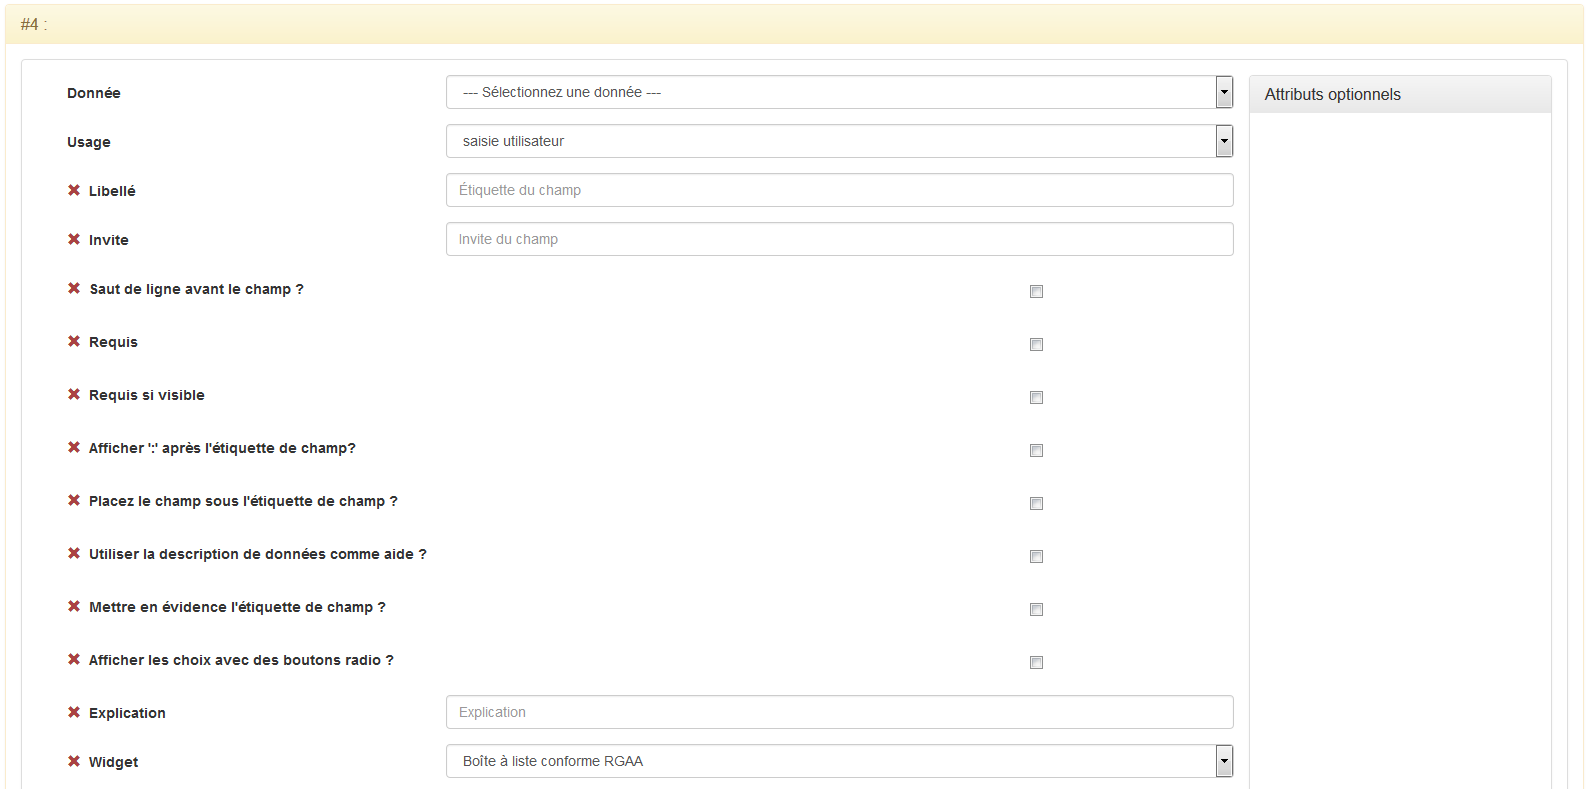 #4 :
Donnée
--- Sélectionnez une donnée ---
Attributs optionnels
Usage
saisie utilisateur
Libellé
Étiquette du champ
Invite
Invite du champ
Saut de ligne avant le champ ?
Requis
Requis si visible
Afficher ':' après l'étiquette de champ?
Placez le champ sous l'étiquette de champ ?
Utiliser la description de données comme aide ?
Mettre en évidence l'étiquette de champ ?
Afficher les choix avec des boutons radio ?
Explication
Explication
Widget
Boîte à liste conforme RGAA